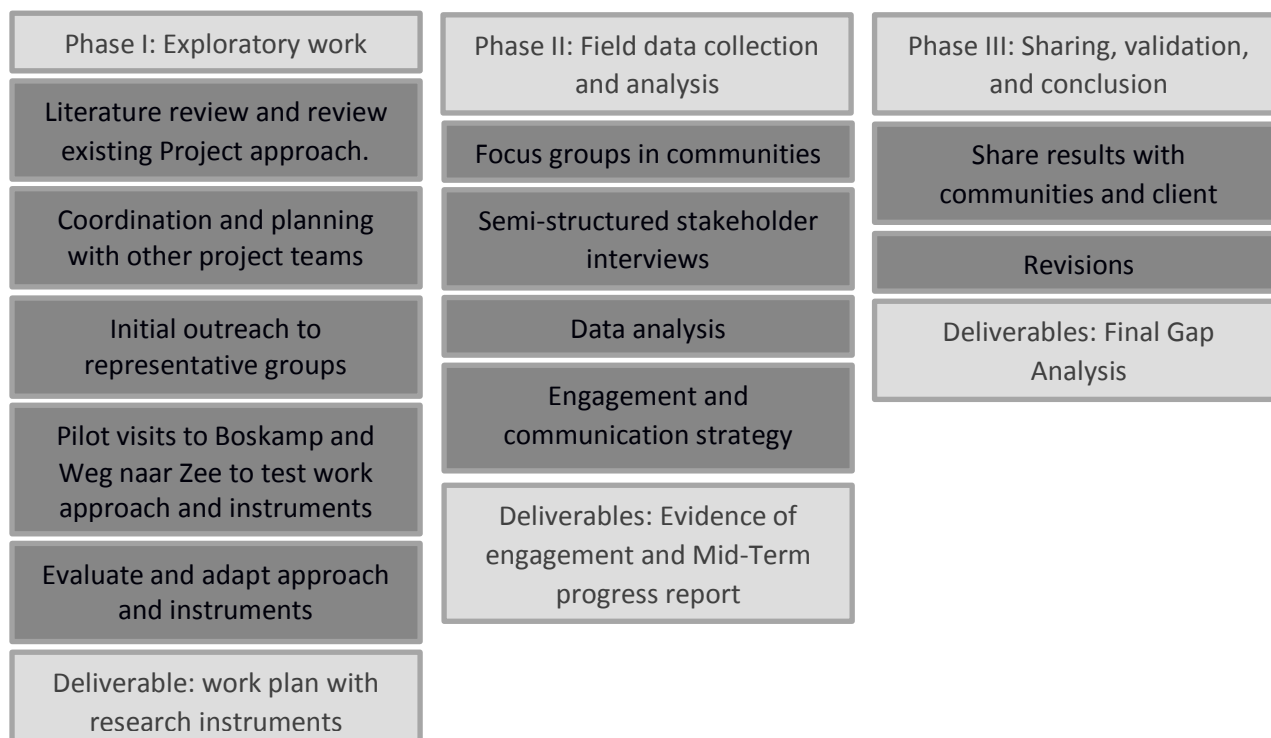 Phase I: Exploratory work
Literature review and review
existing Project approach.
Coordination and planning
with other project teams
Initial outreach to
representative groups
Pilot visits to Boskamp and
Weg naar Zee to test work
approach and instruments
Evaluate and adapt approach
and instruments
Deliverable: work plan with
research instruments
Phase II: Field data collection
and analysis
Focus groups in communities
Semi-structured stakeholder
interviews
Data analysis
Engagement and
communication strategy
Deliverables: Evidence of
engagement and Mid-Term
progress report
Phase III: Sharing, validation,
and conclusion
Share results with
communities and client
Revisions
Deliverables: Final Gap
Analysis